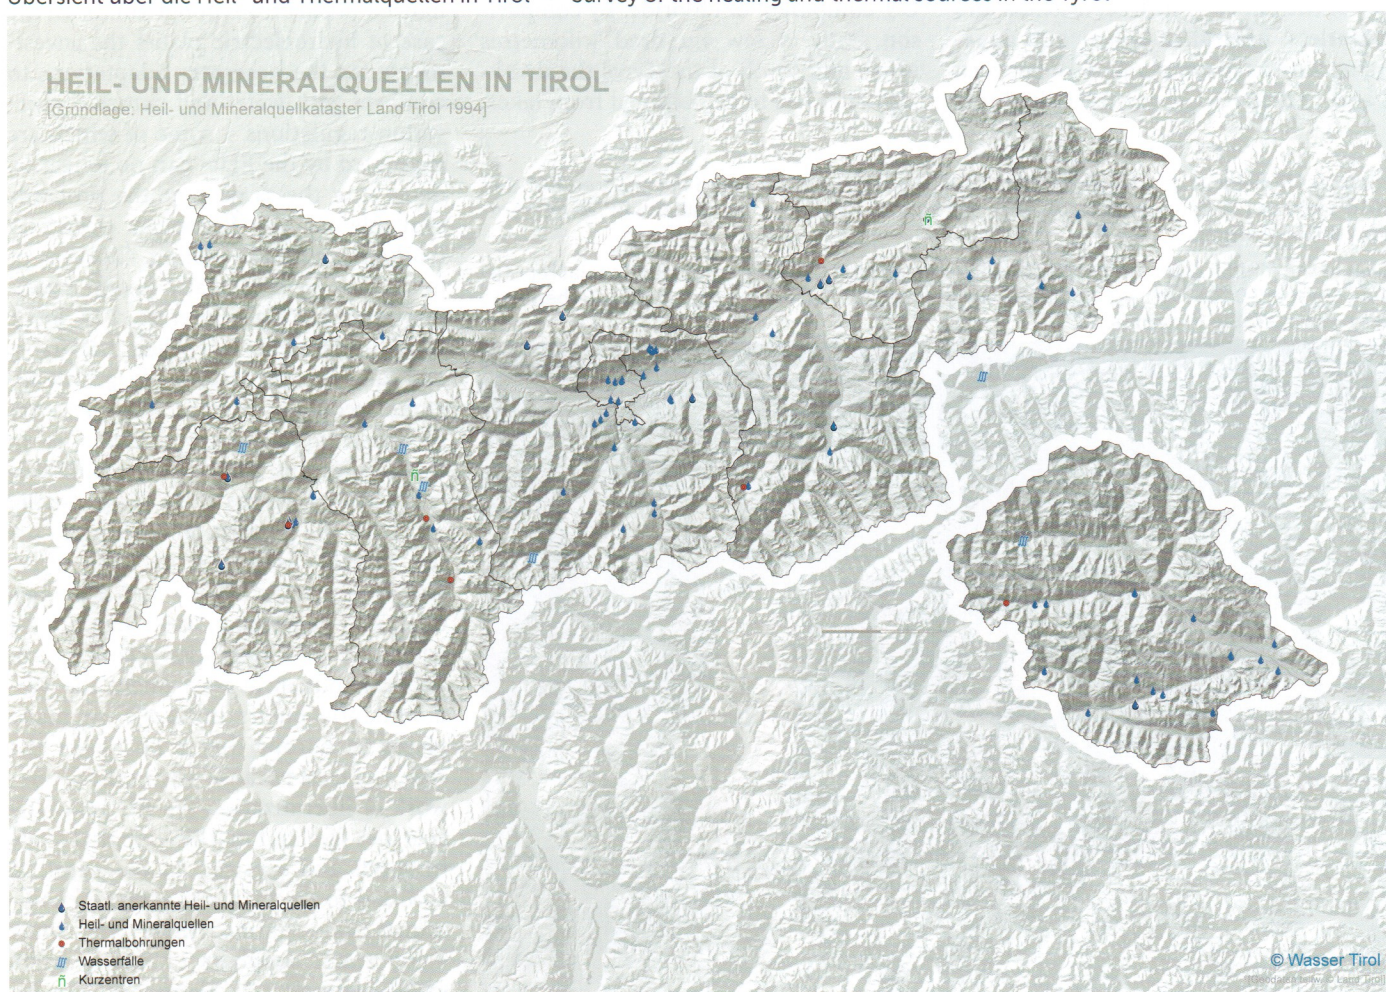 Übersicht über die Heil- und Thermalquellen in Tirol Survey of the healing and thermal sources in the Tyrol
HEIL- UND MINERALQUELLEN IN TIROL
[Grundlage: Heil- und Mineralquellkataster Land Tirol 1994]
Staatl. anerkannte Heil- und Mineralquellen
Heil- und Mineralquellen
Thermalbohrungen
Wasserfälle
Kurzentren
© Wasser Tirol